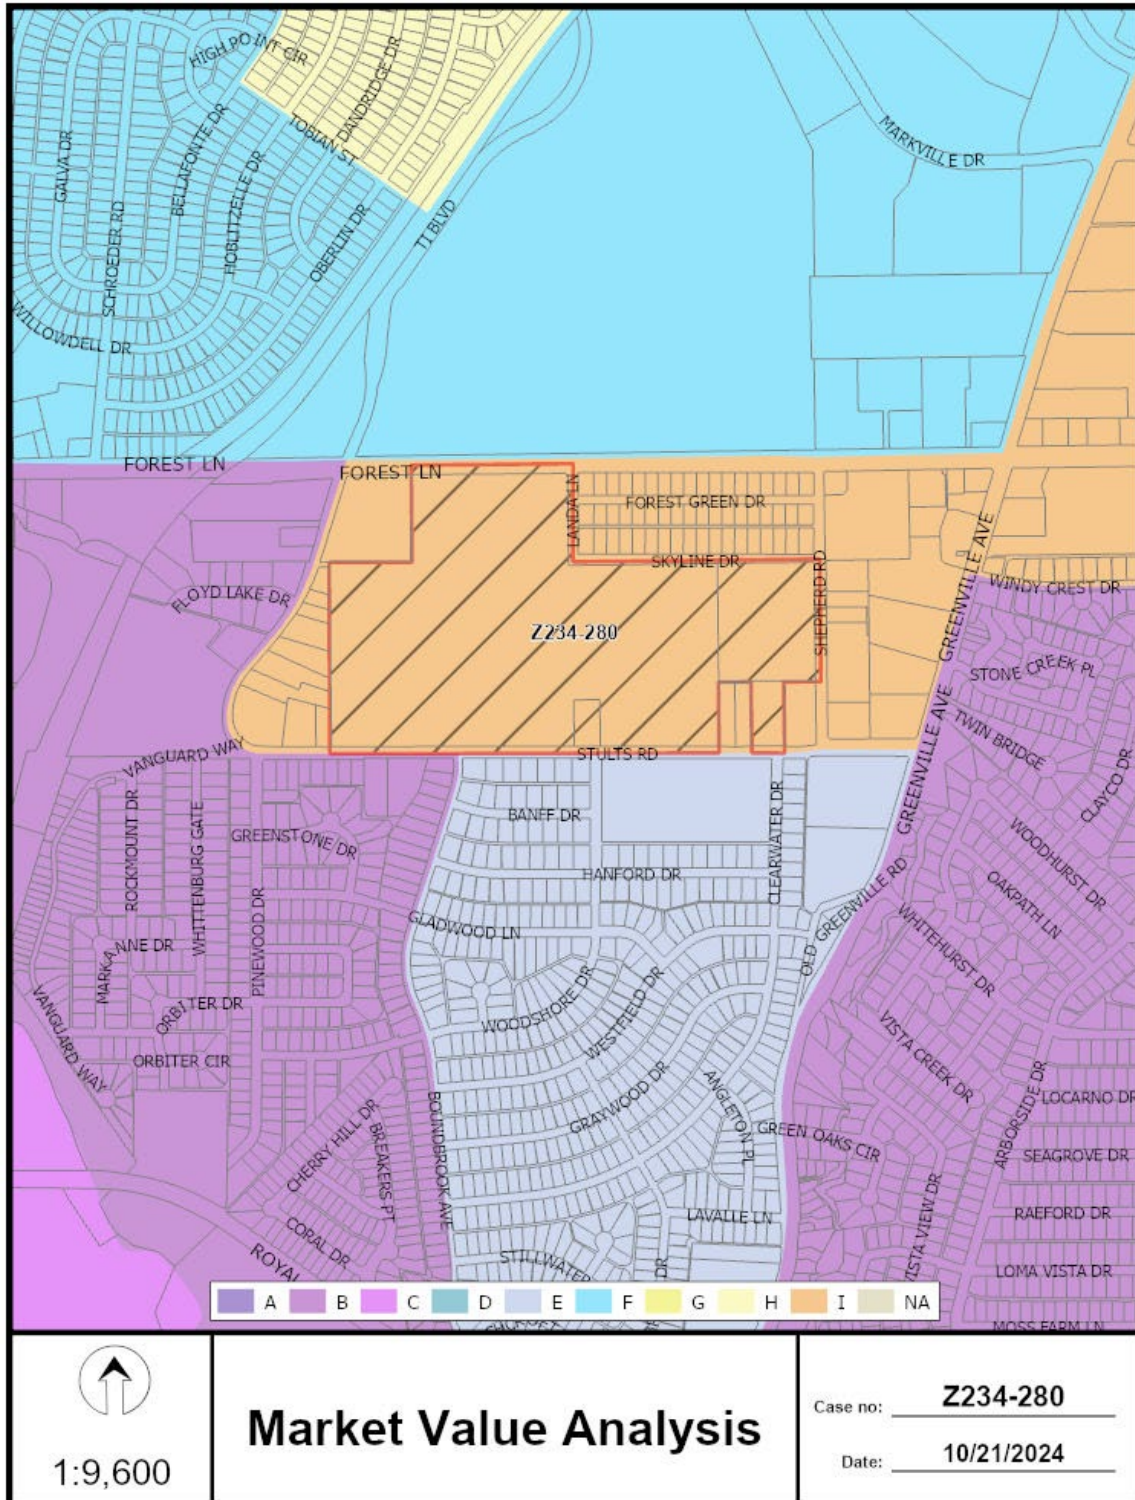 HIGH POINT CIR
DANDRIDGE DR
TOBIAN ST
GALVA DR
BELLAFONTE DR
HOBLITZELLE DR
SCHROEDER RD
OBERLIN DR
TI BLVD
WILLOWDELL DR
MARKVILLE DR
FOREST LN
FOREST LN
LANDA LN
FOREST GREEN DR
SKYLINE DR
SHEPHERD RD
FLOYD LAKE DR
Z234-280
GREENVILLE AVE
WINDY CREST DR
STONE CREEK PL
TWIN BRIDGE
CLAYCO DR
GREENVILLE AVE
VANGUARD WAY
STULTS RD
ROCKMOUNT DR
WHITTENBURG GATE
GREENSTONE DR
BANFF DR
CLEARWATER DR
HANFORD DR
WOODHURST DR
OAKPATH LN
PINEWOOD DR
GLADWOOD LN
OLD GREENVILLE RD
WHITEHURST DR
MARKANNE DR
ORBITER DR
ORBITER CIR
VANGUARD WAY
WOODSHORE DR
WESTFIELD DR
VISTA CREEK DR
GRAYWOOD DR
ANGLETON PL
GREEN OAKS CIR
ARBORSIDE DR
LOCARNO DR
SEAGROVE DR
RAEFORD DR
LOMA VISTA DR
MOSS FARM LN
VISTA VIEW DR
CHERRY HILL DR
BREAKERS PT
BOUNDBROOK AVE
CORAL DR
ROYAL
LAVALLE LN
STILLWATER
DR
A B C D E F G H I NA
1:9,600
Market Value Analysis
Case no: Z234-280
Date: 10/21/2024